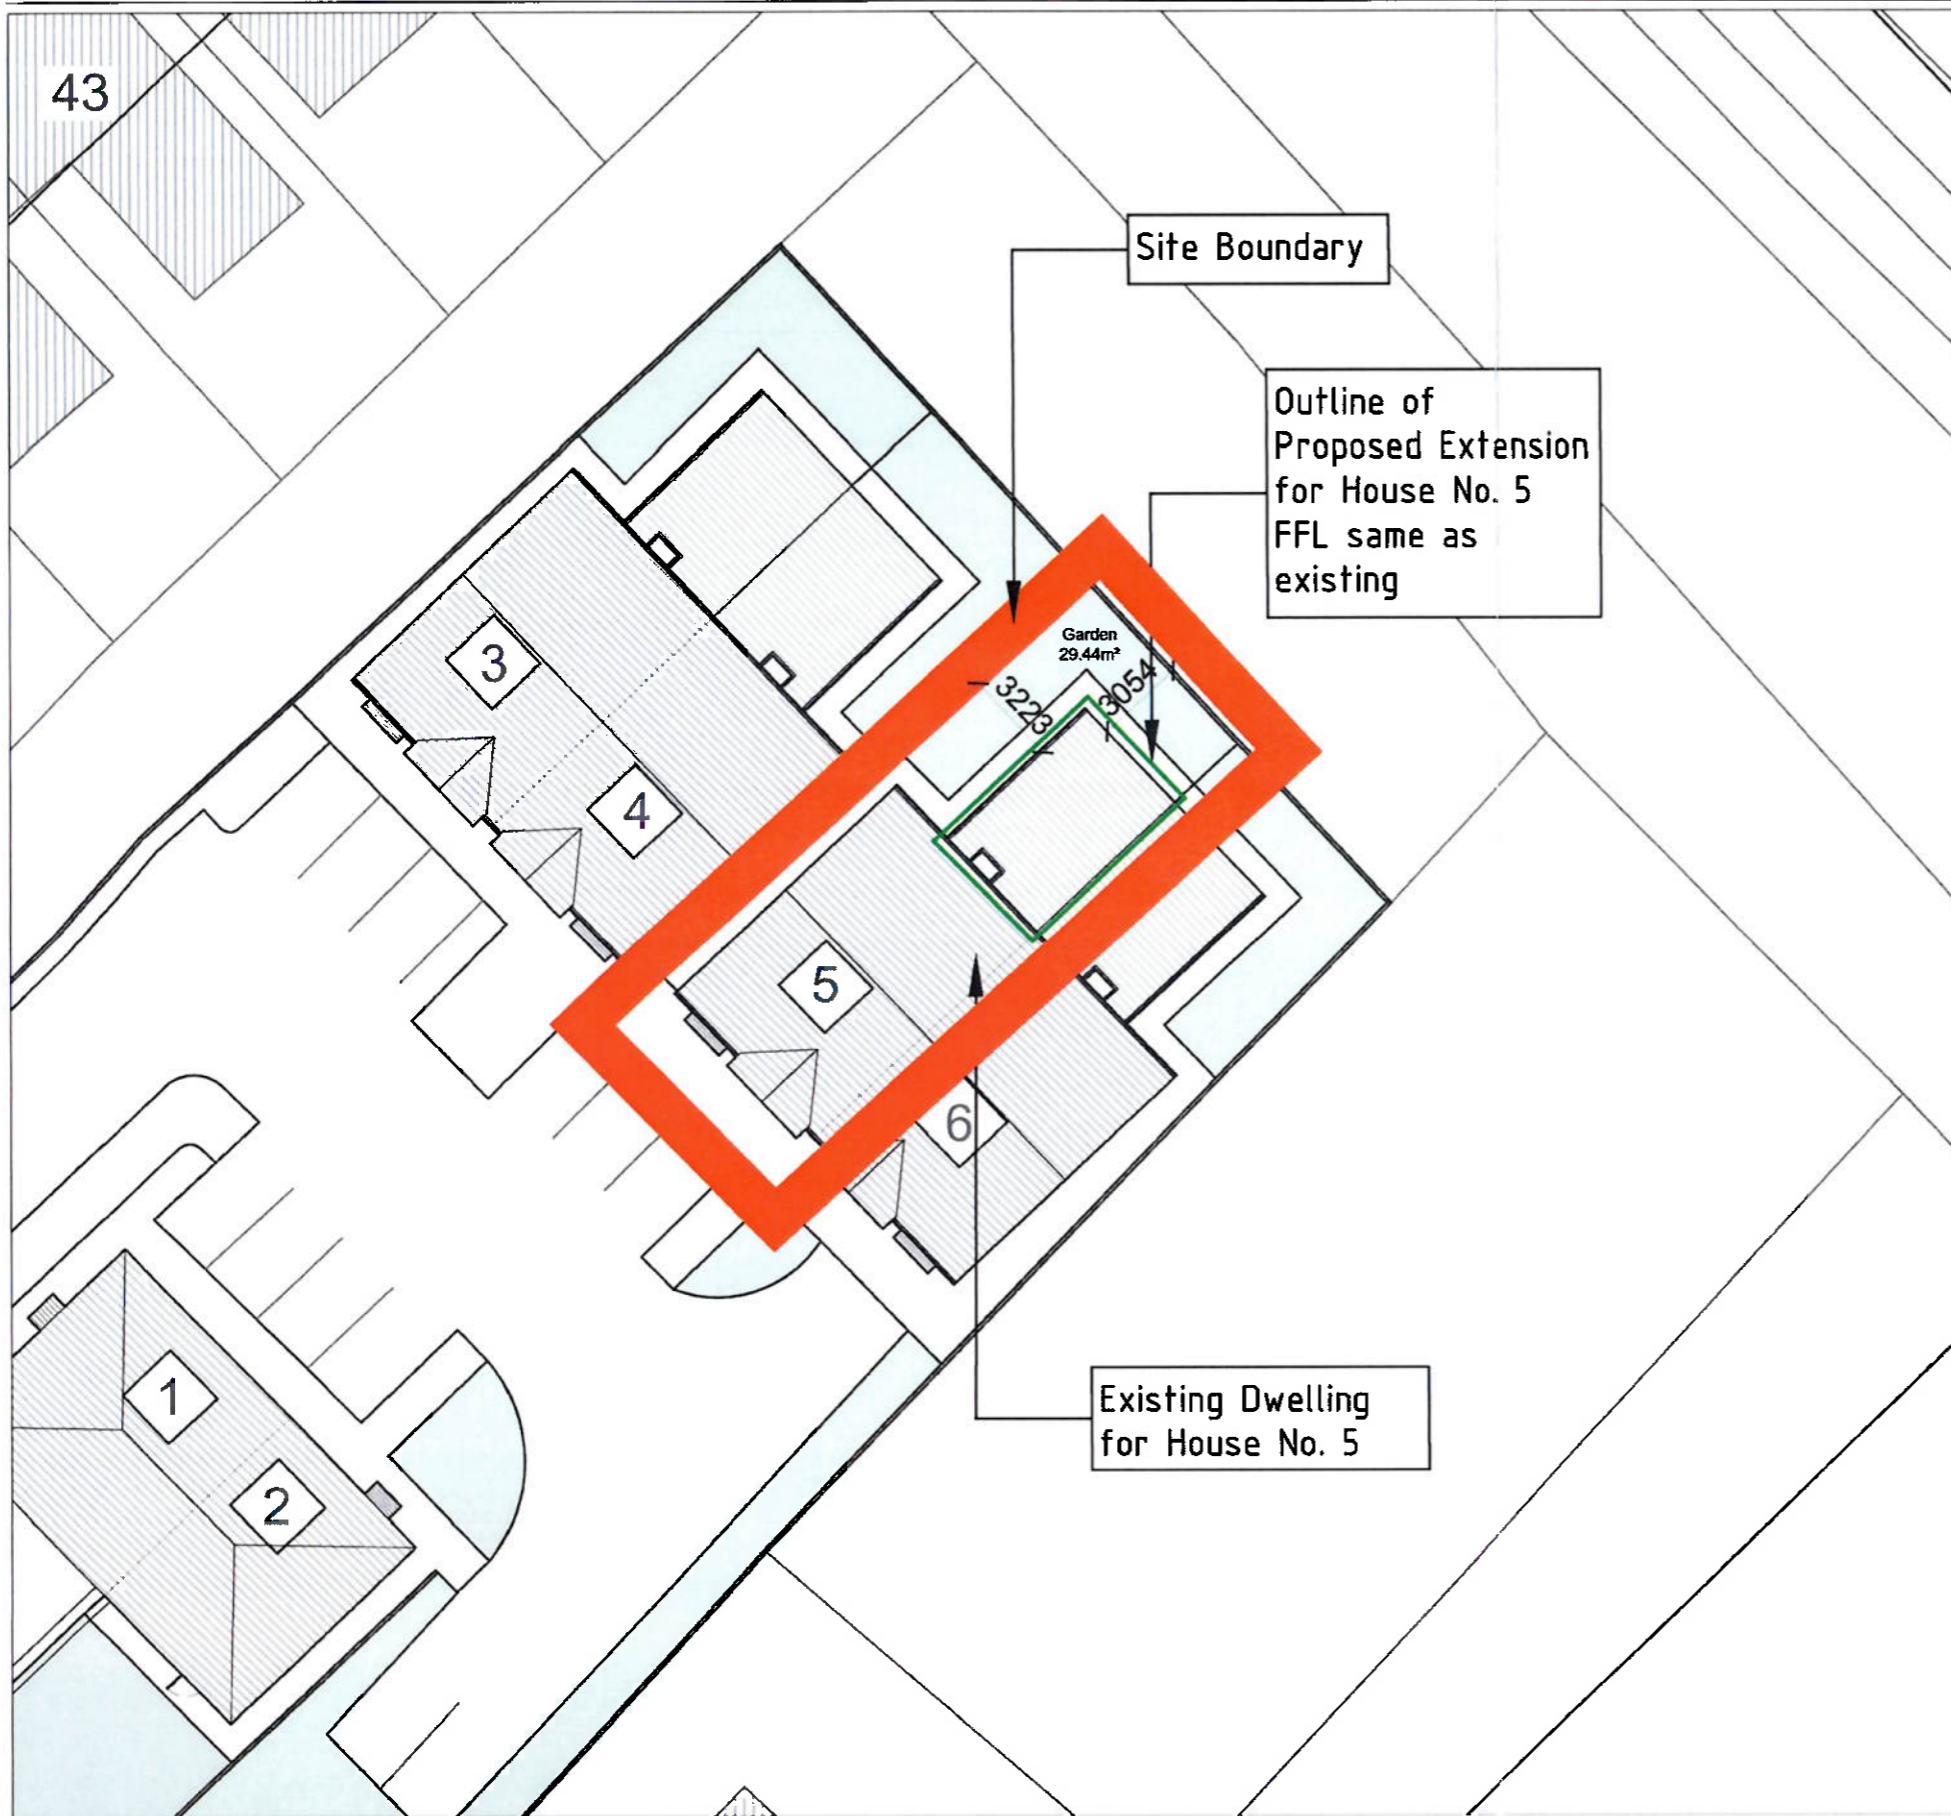 43
Site Boundary
Outline of
Proposed Extension
for House No. 5
FFL same as
existing
Garden
29.44m²
3223
3054
3
4
5
6
Existing Dwelling
for House No. 5
1
2